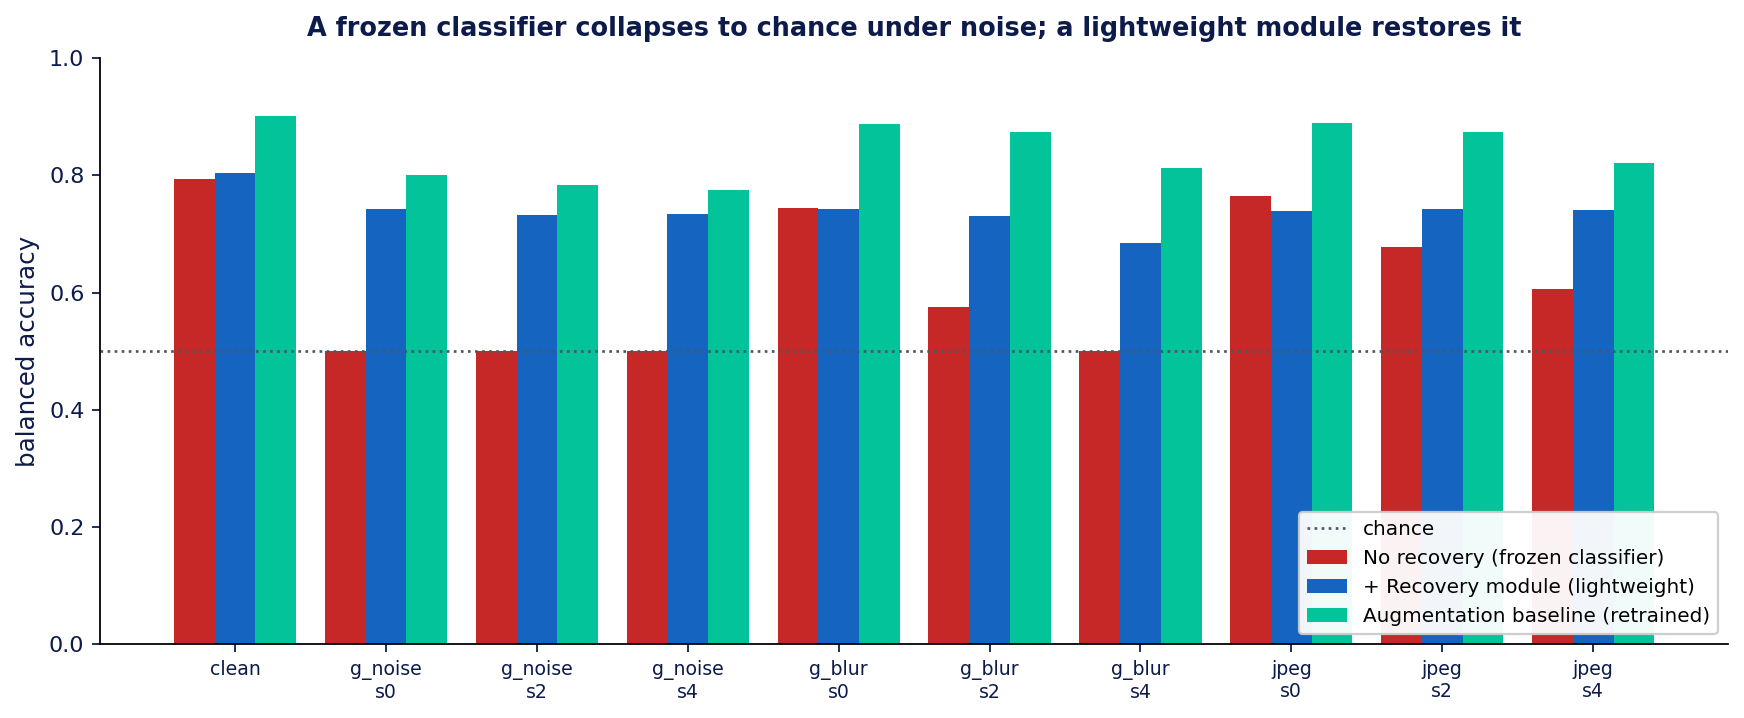 A frozen classifier collapses to chance under noise; a lightweight module restores it
balanced accuracy
1.0
0.8
0.6
0.4
0.2
0.0
clean
g_noise
s0
g_noise
s2
g_noise
s4
g_blur
s0
g_blur
s2
g_blur
s4
jpeg
s0
jpeg
s2
jpeg
s4
chance
No recovery (frozen classifier)
+ Recovery module (lightweight)
Augmentation baseline (retrained)